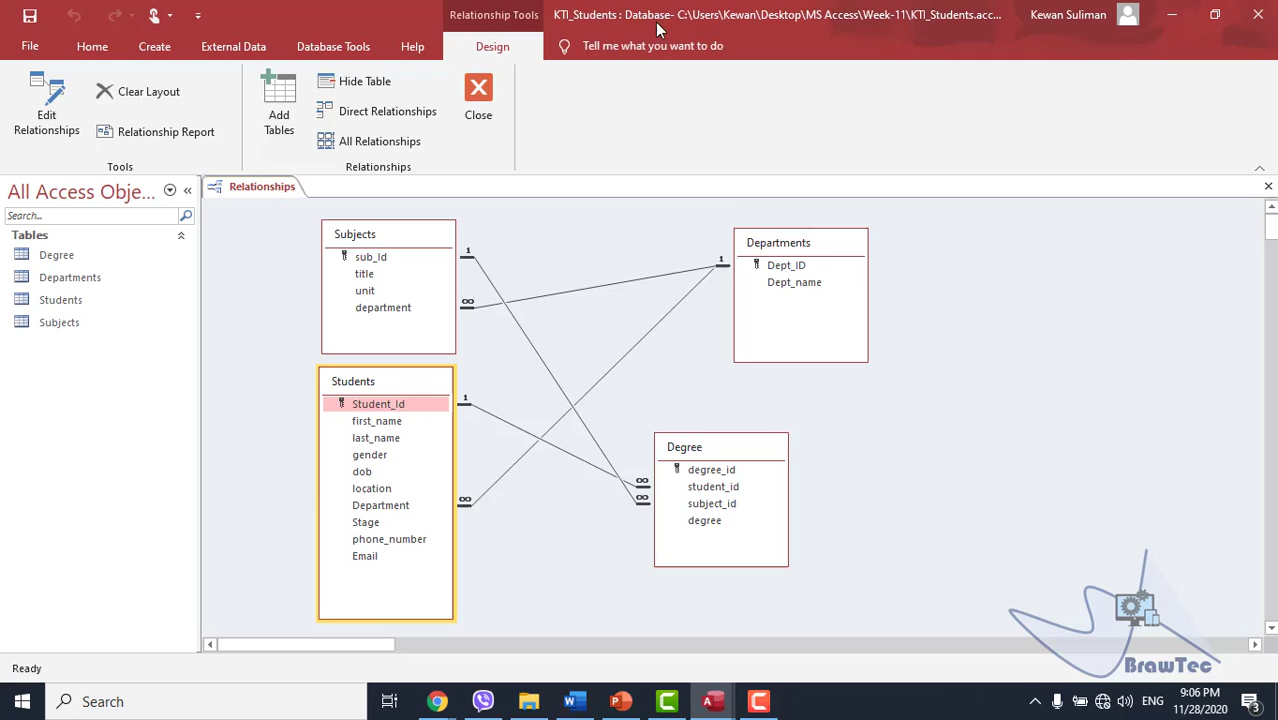 Relationship Tools
KTI_Students : Database- C:\Users\Kewan\Desktop\MS Access\Week-11\KTI_Students.acc...
Kewan Suliman
File
Home
Create
External Data
Database Tools
Help
Design
Tell me what you want to do
Edit
Relationships
Clear Layout
Relationship Report
Tools
Add
Tables
Hide Table
Direct Relationships
All Relationships
Relationships
Close
All Access Obje...
Search...
Tables
Degree
Departments
Students
Subjects
Relationships
Subjects
sub_Id
title
unit
department
Departments
Dept_ID
Dept_name
Students
Student_Id
first_name
last_name
gender
dob
location
Department
Stage
phone_number
Email
Degree
degree_id
student_id
subject_id
degree
1
∞
1
1
∞
∞
∞
BrawTec
Ready
Search
ENG
9:06 PM
11/28/2020
3